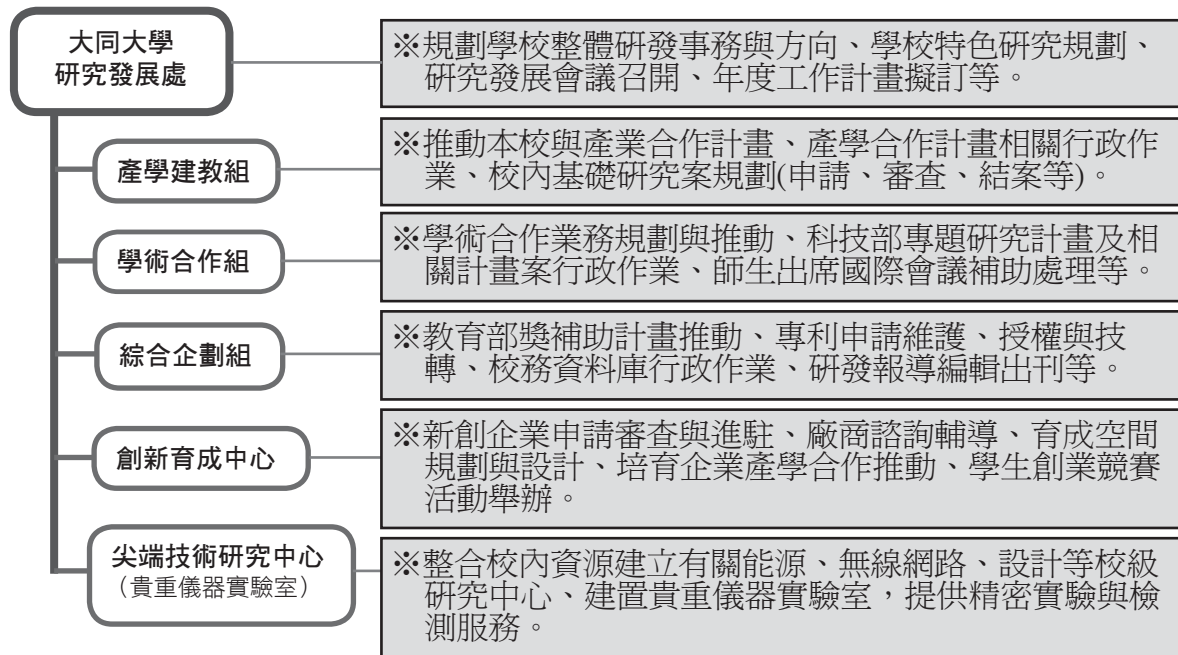 大同大學
研究發展處
※規劃學校整體研發事務與方向、學校特色研究規劃、
研究發展會議召開、年度工作計畫擬訂等。
產學建教組
※推動本校與產業合作計畫、產學合作計畫相關行政作
業、校內基礎研究案規劃(申請、審查、結案等)。
學術合作組
※學術合作業務規劃與推動、科技部專題研究計畫及相
關計畫案行政作業、師生出席國際會議補助處理等。
綜合企劃組
※教育部獎補助計畫推動、專利申請維護、授權與技
轉、校務資料庫行政作業、研發報導編輯出刊等。
創新育成中心
※新創企業申請審查與進駐、廠商諮詢輔導、育成空間
規劃與設計、培育企業產學合作推動、學生創業競賽
活動舉辦。
尖端技術研究中心
（貴重儀器實驗室）
※整合校內資源建立有關能源、無線網路、設計等校級
研究中心、建置貴重儀器實驗室，提供精密實驗與檢
測服務。